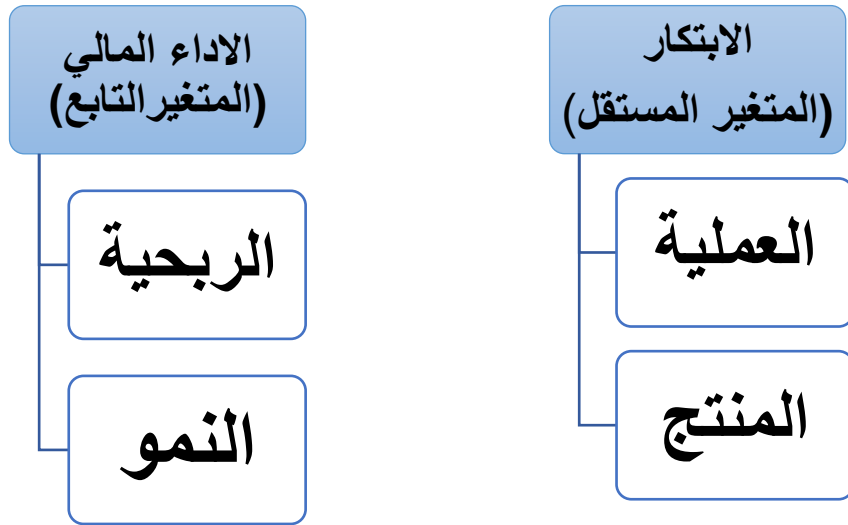 الابتكار
(المتغير المستقل)
العملية
المنتج
الاداء المالي
(المتغيرالتابع)
الربحية
النمو